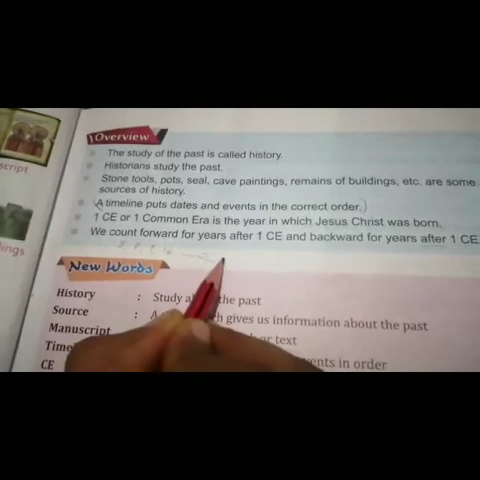 Overview
The study of the past is called history.
Historians study the past.
Stone tools, pots, seal, cave paintings, remains of buildings, etc. are some
sources of history.
A timeline puts dates and events in the correct order.
1 CE or 1 Common Era is the year in which Jesus Christ was born.
We count forward for years after 1 CE and backward for years after 1 CE
New Words
History : Study the past
Source : gives us information about the past
Manuscript text
in order
CE
cript
ings